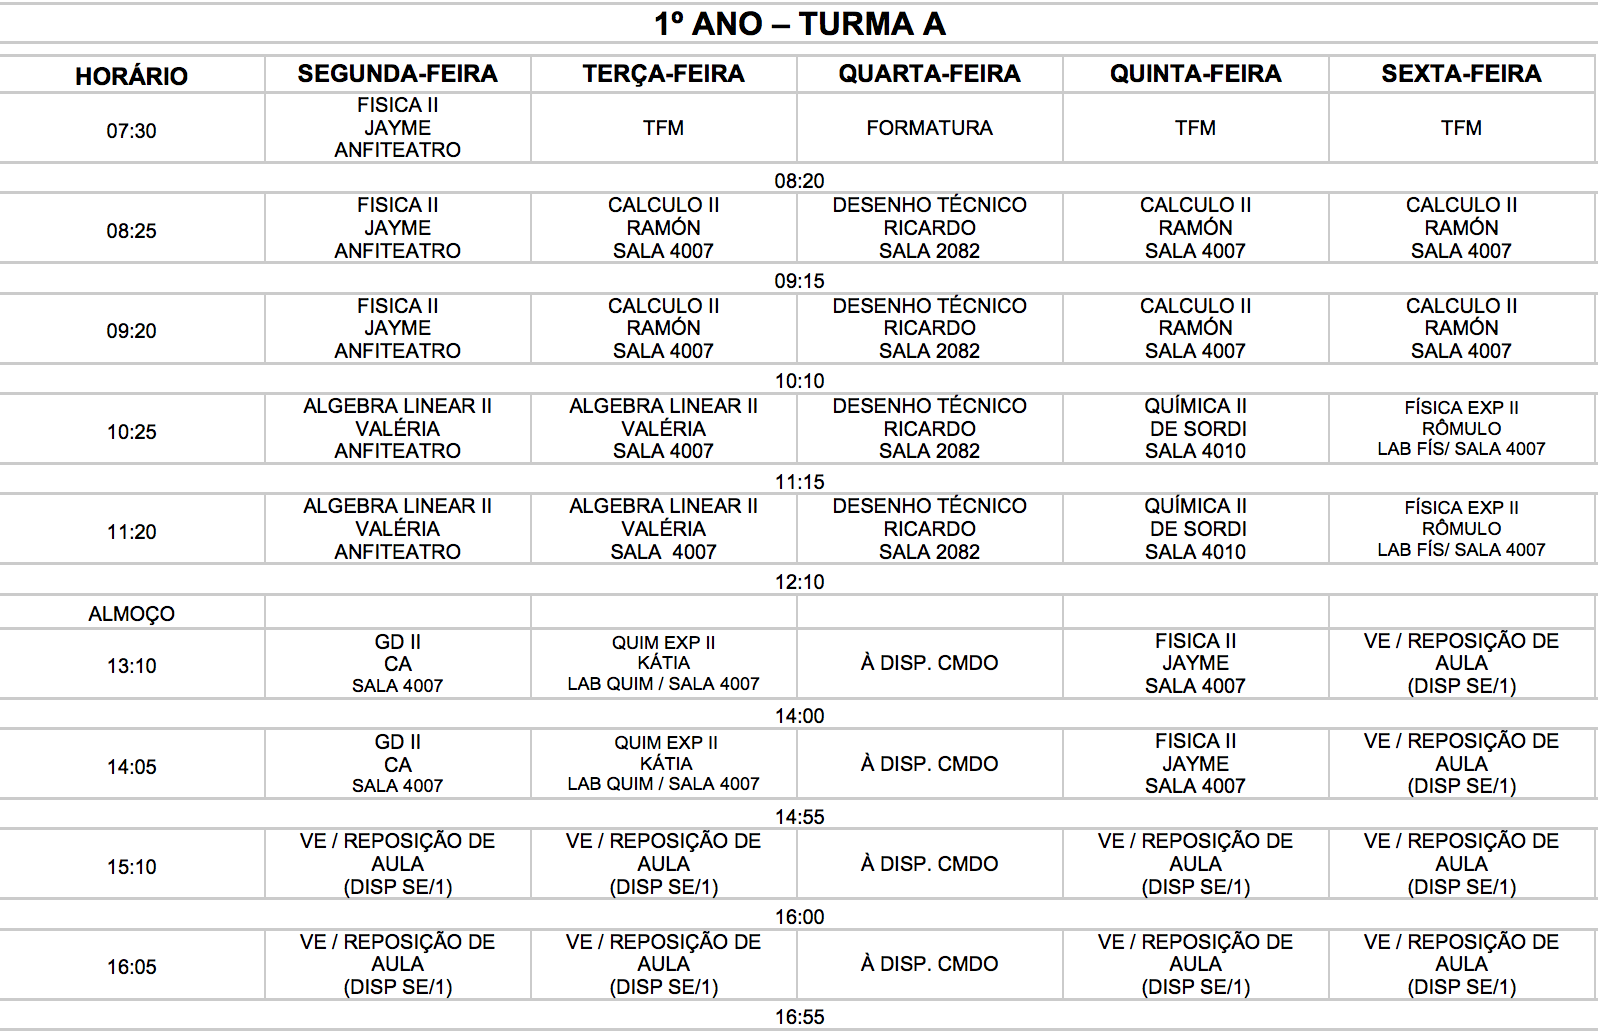 1º ANO – TURMA A
HORÁRIO SEGUNDA-FEIRA TERÇA-FEIRA QUARTA-FEIRA QUINTA-FEIRA SEXTA-FEIRA
07:30
FISICA II
JAYME
ANFITEATRO
TFM
FORMATURA
TFM
TFM
08:20
08:25
FISICA II
JAYME
ANFITEATRO
CALCULO II
RAMÓN
SALA 4007
DESENHO TÉCNICO
RICARDO
SALA 2082
CALCULO II
RAMÓN
SALA 4007
CALCULO II
RAMÓN
SALA 4007
09:15
09:20
FISICA II
JAYME
ANFITEATRO
CALCULO II
RAMÓN
SALA 4007
DESENHO TÉCNICO
RICARDO
SALA 2082
CALCULO II
RAMÓN
SALA 4007
CALCULO II
RAMÓN
SALA 4007
10:10
10:25
ALGEBRA LINEAR II
VALÉRIA
ANFITEATRO
ALGEBRA LINEAR II
VALÉRIA
SALA 4007
DESENHO TÉCNICO
RICARDO
SALA 2082
QUÍMICA II
DE SORDI
SALA 4010
FÍSICA EXP II
RÔMULO
LAB FÍS/ SALA 4007
11:15
11:20
ALGEBRA LINEAR II
VALÉRIA
ANFITEATRO
ALGEBRA LINEAR II
VALÉRIA
SALA 4007
DESENHO TÉCNICO
RICARDO
SALA 2082
QUÍMICA II
DE SORDI
SALA 4010
FÍSICA EXP II
RÔMULO
LAB FÍS/ SALA 4007
12:10
ALMOÇO
13:10
GD II
CA
SALA 4007
QUIM EXP II
KÁTIA
LAB QUIM / SALA 4007
À DISP. CMDO
FISICA II
JAYME
SALA 4007
VE / REPOSIÇÃO DE
AULA
(DISP SE/1)
14:00
14:05
GD II
CA
SALA 4007
QUIM EXP II
KÁTIA
LAB QUIM / SALA 4007
À DISP. CMDO
FISICA II
JAYME
SALA 4007
VE / REPOSIÇÃO DE
AULA
(DISP SE/1)
14:55
15:10
VE / REPOSIÇÃO DE
AULA
(DISP SE/1)
VE / REPOSIÇÃO DE
AULA
(DISP SE/1)
À DISP. CMDO
VE / REPOSIÇÃO DE
AULA
(DISP SE/1)
VE / REPOSIÇÃO DE
AULA
(DISP SE/1)
16:00
16:05
VE / REPOSIÇÃO DE
AULA
(DISP SE/1)
VE / REPOSIÇÃO DE
AULA
(DISP SE/1)
À DISP. CMDO
VE / REPOSIÇÃO DE
AULA
(DISP SE/1)
VE / REPOSIÇÃO DE
AULA
(DISP SE/1)
16:55